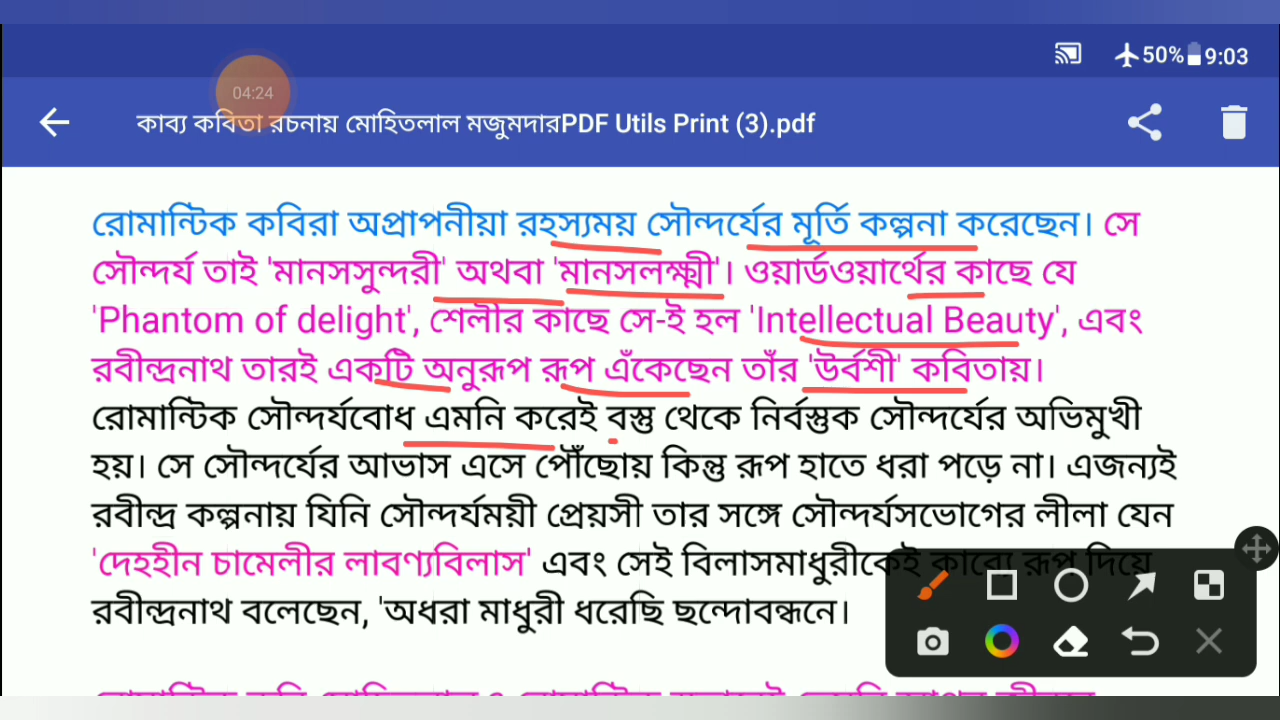 50% 9:03
04:24
কাব্য কবিতা রচনায় মোহিতলাল মজুমদারPDF Utils Print (3).pdf
রোমান্টিক কবিরা অপ্রাপনীয়া রহস্যময় সৌন্দর্যের মূর্তি কল্পনা করেছেন। সে
সৌন্দর্য তাই 'মানসসুন্দরী' অথবা 'মানসলক্ষ্মী'। ওয়ার্ডওয়ার্থের কাছে যে
'Phantom of delight', শেলীর কাছে সে-ই হল 'Intellectual Beauty', এবং
রবীন্দ্রনাথ তারই একটি অনুরূপ রূপ এঁকেছেন তাঁর 'উর্বশী' কবিতায়।
রোমান্টিক সৌন্দর্যবোধ এমনি করেই বস্তু থেকে নির্বস্তুক সৌন্দর্যের অভিমুখী
হয়। সে সৌন্দর্যের আভাস এসে পৌঁছোয় কিন্তু রূপ হাতে ধরা পড়ে না। এজন্যই
রবীন্দ্র কল্পনায় যিনি সৌন্দর্যময়ী প্রেয়সী তার সঙ্গে সৌন্দর্যসভোগের লীলা যেন
'দেহহীন চামেলীর লাবণ্যবিলাস' এবং সেই বিলাসমাধুরীকেই কাব্যে রূপ দিয়ে
রবীন্দ্রনাথ বলেছেন, 'অধরা মাধুরী ধরেছি ছন্দোবন্ধনে।